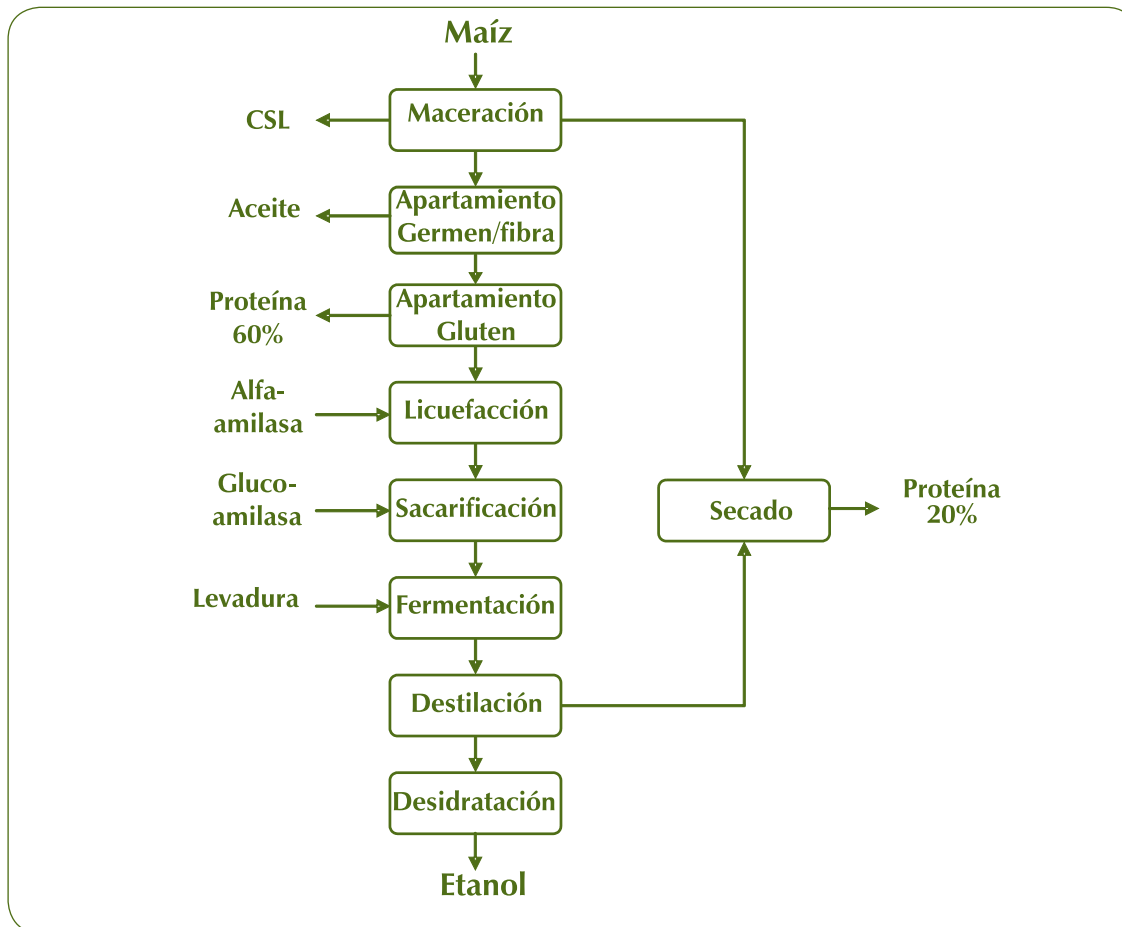 Maíz
Maceración
CSL
Apartamiento
Germen/fibra
Aceite
Apartamiento
Gluten
Proteína
60%
Alfa-
amilasa
Licuefacción
Gluco-
amilasa
Sacarificación
Secado
Proteína
20%
Levadura
Fermentación
Destilación
Desidratación
Etanol